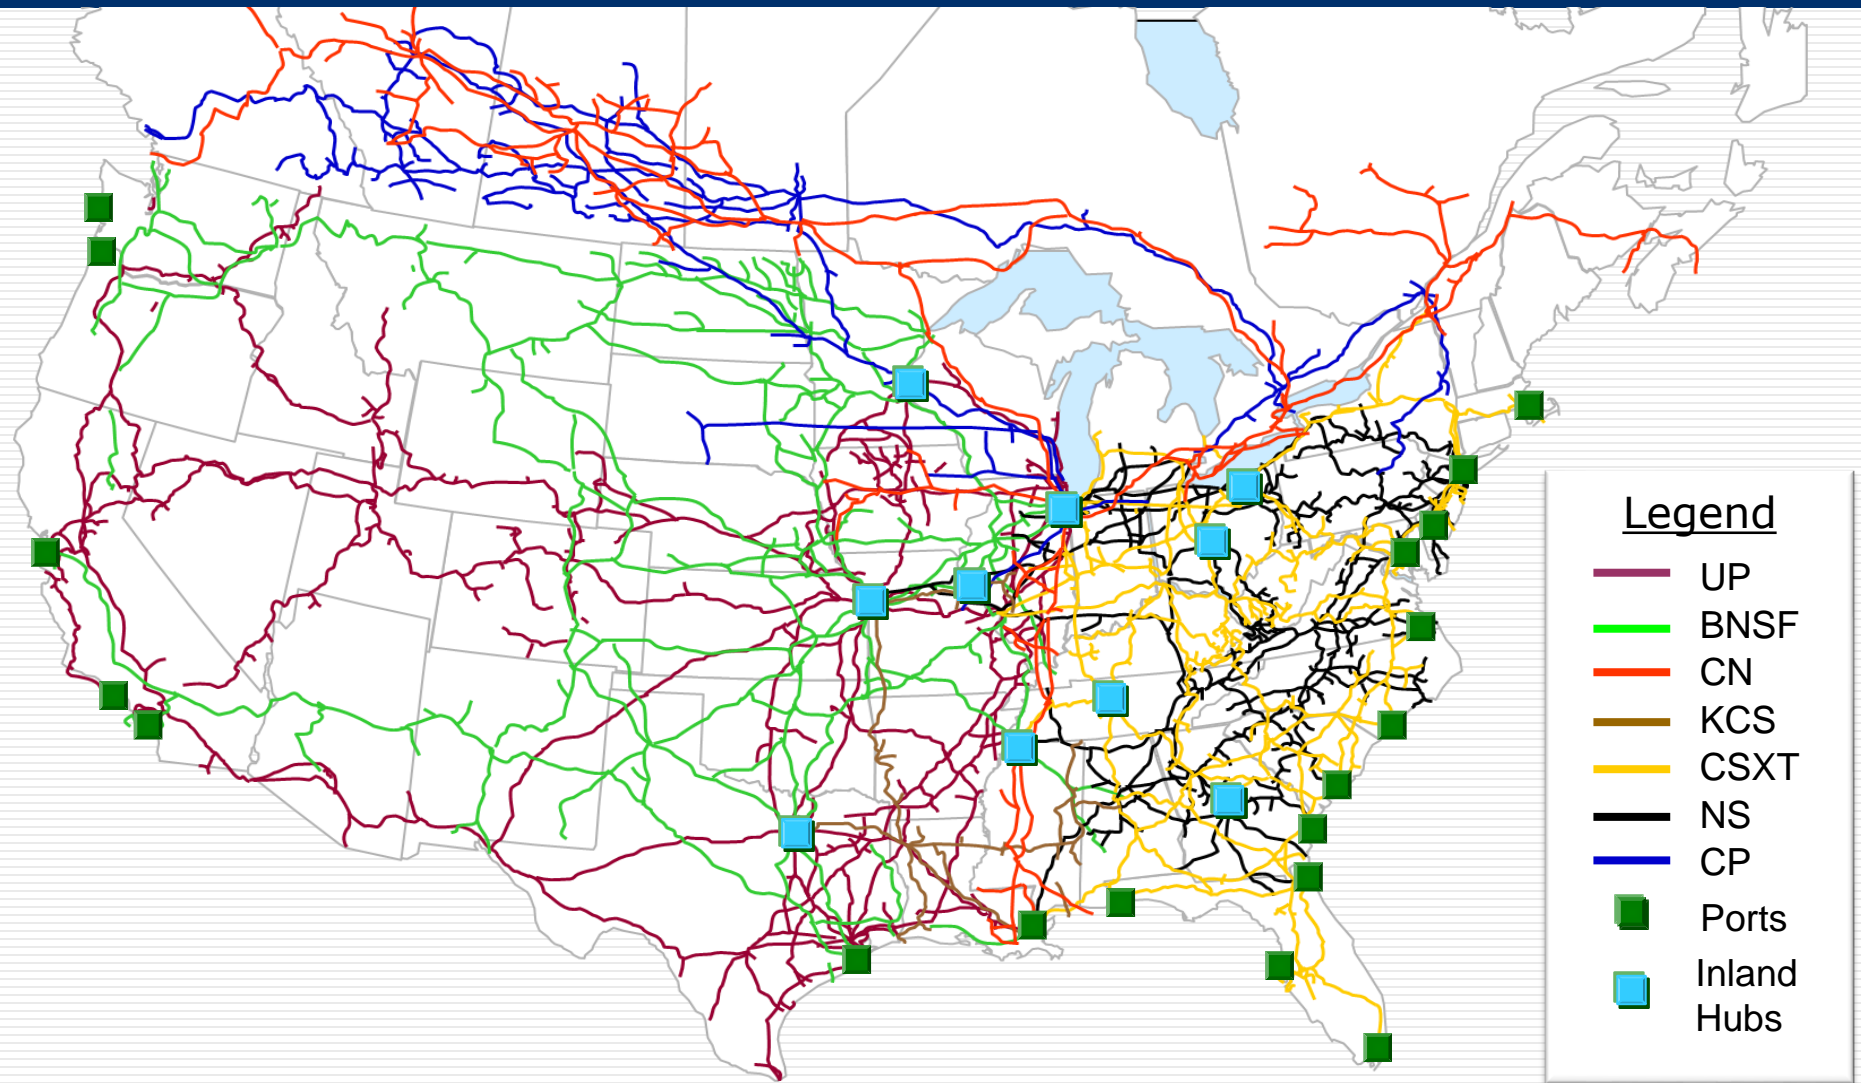 Legend
UP
BNSF
CN
KCS
CSXT
NS
CP
Ports
Inland
Hubs